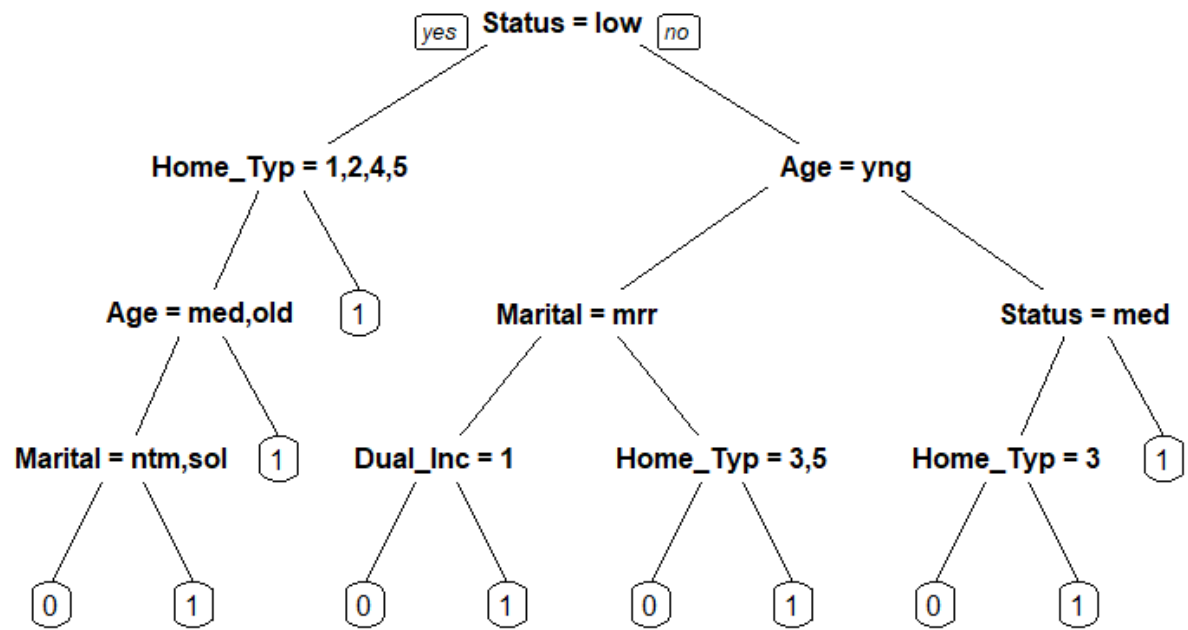 yes Status = low no
Home_Typ = 1,2,4,5 Age = yng
Age = med,old 1 Marital = mrr Status = med
Marital = ntm,sol 1 Dual_Inc = 1 Home_Typ = 3,5 Home_Typ = 3 1
0 1 0 1 0 1 0 1